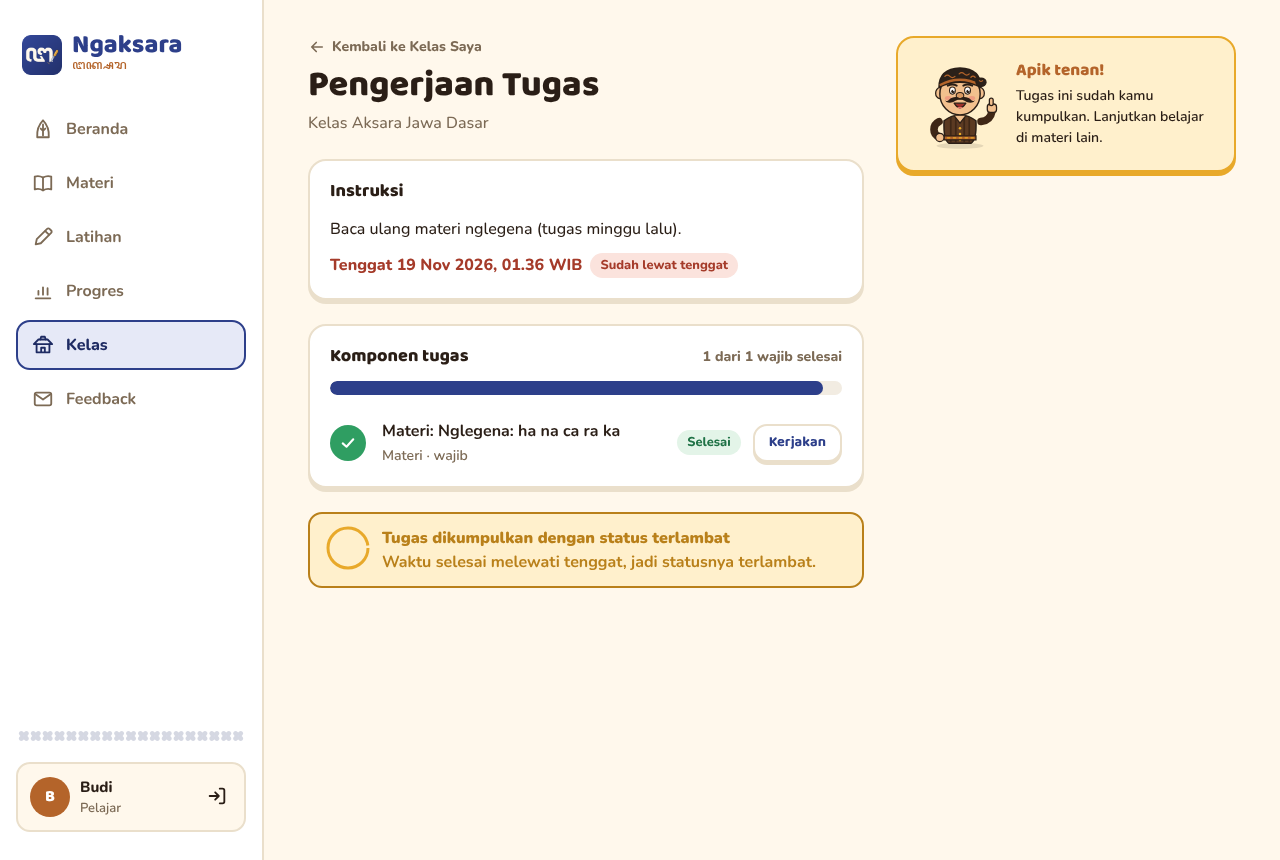 Ngaksara
Beranda
Materi
Latihan
Progres
Kelas
Feedback
B
Budi
Pelajar
Kembali ke Kelas Saya
Pengerjaan Tugas
Kelas Aksara Jawa Dasar
Instruksi
Baca ulang materi nglegena (tugas minggu lalu).
Tenggat 19 Nov 2026, 01.36 WIB Sudah lewat tenggat
Komponen tugas 1 dari 1 wajib selesai
Materi: Nglegena: ha na ca ra ka
Materi · wajib
Selesai Kerjakan
Tugas dikumpulkan dengan status terlambat
Waktu selesai melewati tenggat, jadi statusnya terlambat.
Apik tenan!
Tugas ini sudah kamu
kumpulkan. Lanjutkan belajar
di materi lain.